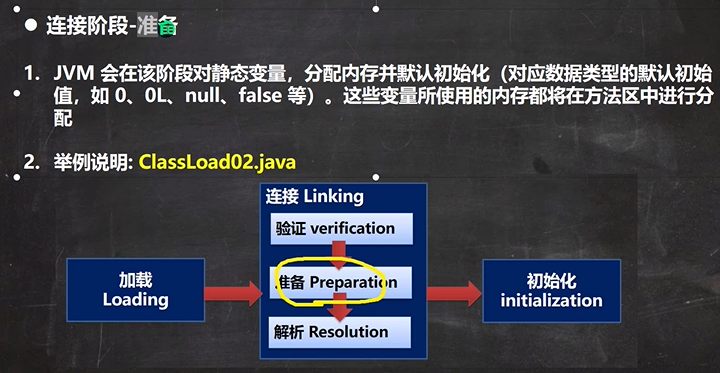 ● 连接阶段-准备
1. JVM 会在该阶段对静态变量，分配内存并默认初始化（对应数据类型的默认初始
值，如 0、0L、null、false 等）。这些变量所使用的内存都将在方法区中进行分
配
2. 举例说明: ClassLoad02.java
连接 Linking
验证 verification
加载
Loading
准备 Preparation
初始化
initialization
解析 Resolution